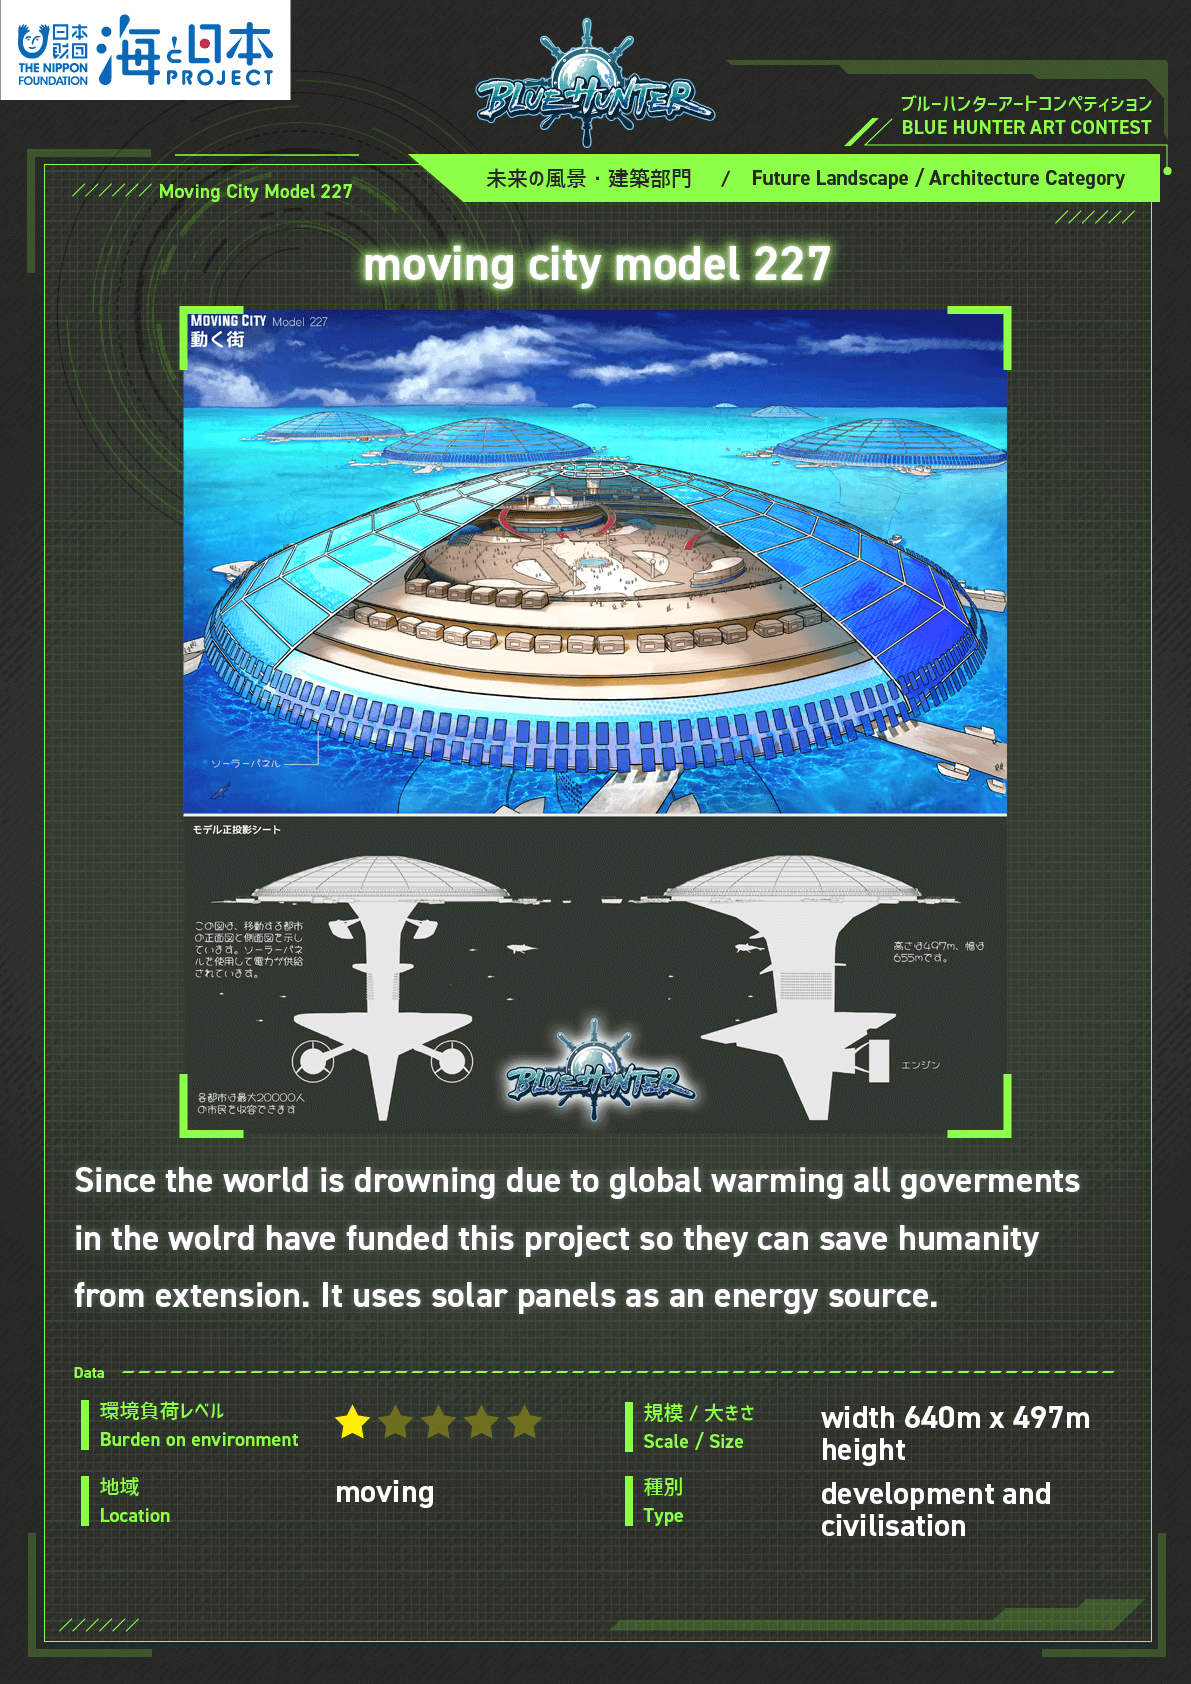 日本
財団
THE NIPPON
FOUNDATION
海と日本
PROJECT
BLUE HUNTER
ブルーハンターアートコンペティション
BLUE HUNTER ART CONTEST
Moving City Model 227
未来の風景・建築部門 / Future Landscape / Architecture Category
moving city model 227
MOVING CITY Model 227
動く街
ソーラーパネル
モデル正投影シート
この図は、移動する都市
の正面図と側面図を示し
ています。ソーラーパネ
ルを使用して電力が供給
されています。
高さは497m、幅は
655mです。
エンジン
BLUE HUNTER
各都市は最大20000人
の市民を収容できます
Since the world is drowning due to global warming all goverments
in the wolrd have funded this project so they can save humanity
from extension. It uses solar panels as an energy source.
Data
環境負荷レベル
Burden on environment
規模 / 大きさ
Scale / Size
width 640m x 497m
height
地域
Location
moving
種別
Type
development and
civilisation